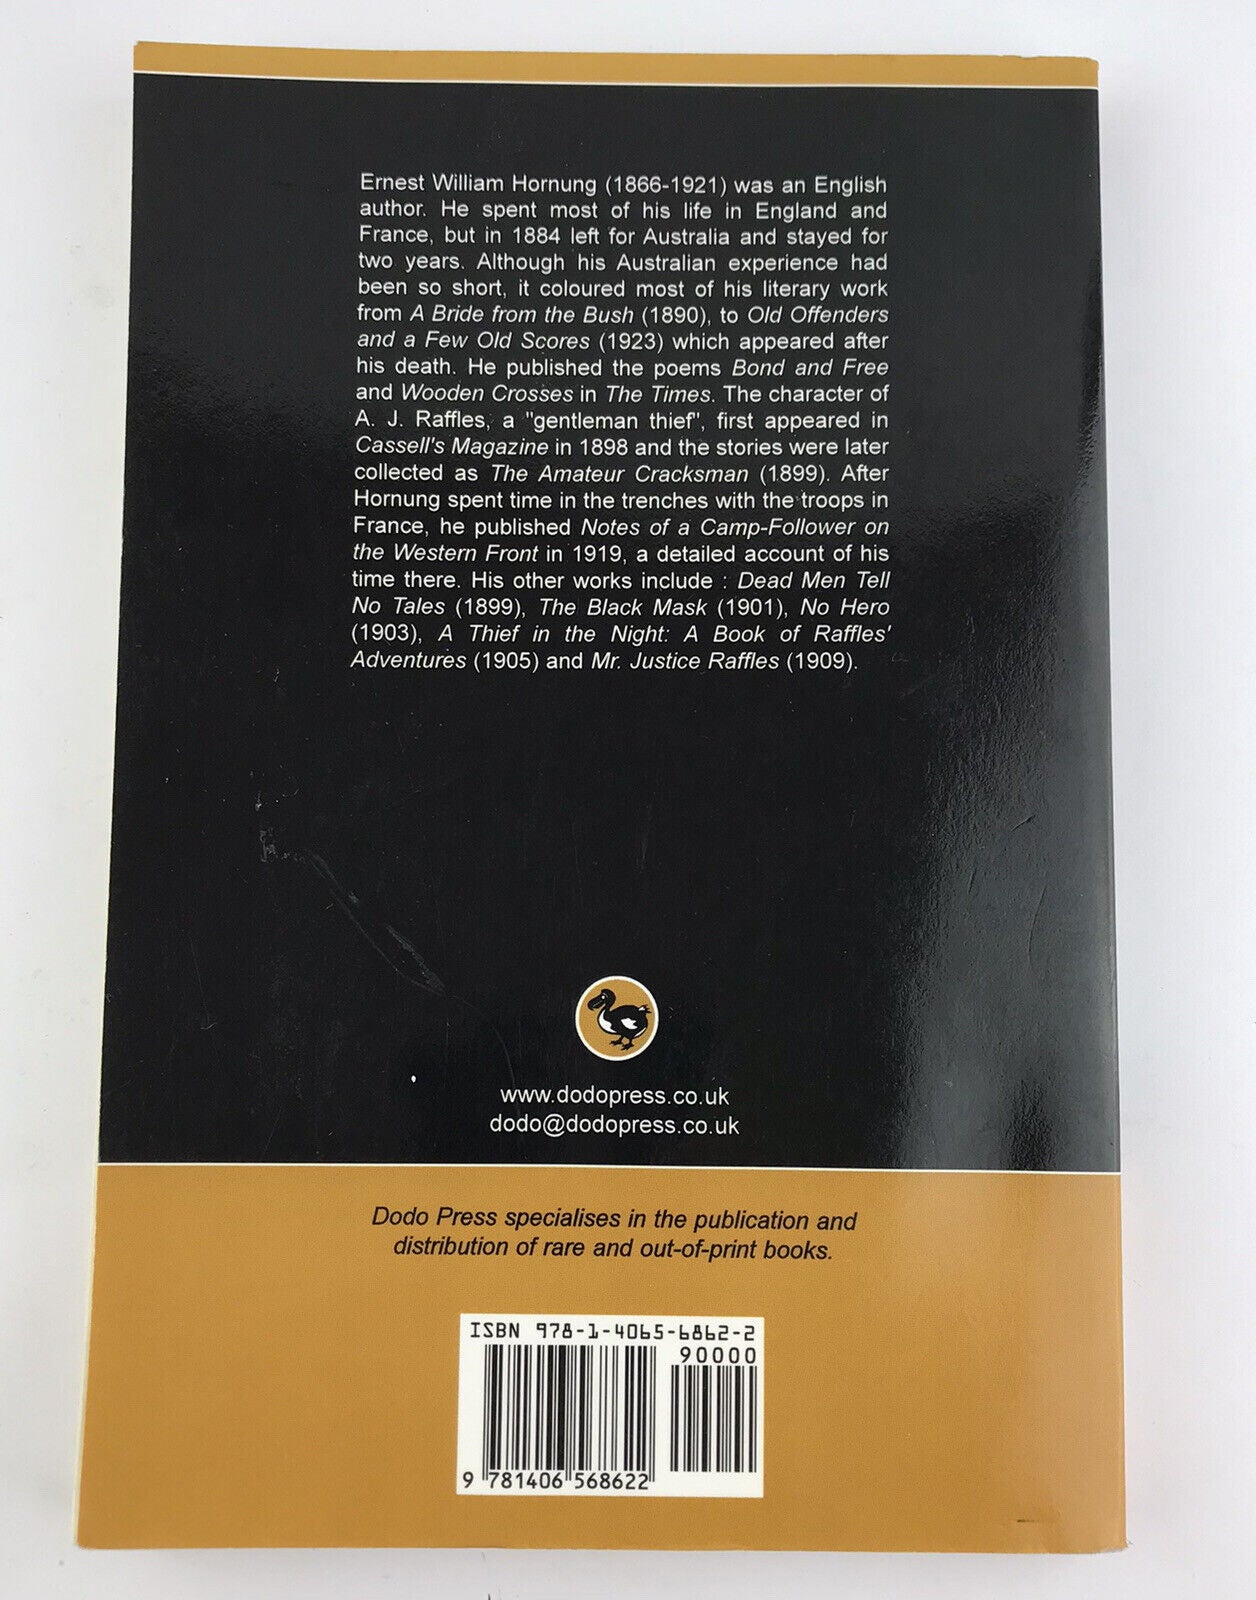 Ernest William Hornung (1866-1921) was an English
author. He spent most of his life in England and
France, but in 1884 left for Australia and stayed for
two years. Although his Australian experience had
been so short, it coloured most of his literary work
from A Bride from the Bush (1890), to Old Offenders
and a Few Old Scores (1923) which appeared after
his death. He published the poems Bond and Free
and Wooden Crosses in The Times. The character of
A. J. Raffles, a "gentleman thief", first appeared in
Cassell's Magazine in 1898 and the stories were later
collected as The Amateur Cracksman (1899). After
Hornung spent time in the trenches with the troops in
France, he published Notes of a Camp-Follower on
the Western Front in 1919, a detailed account of his
time there. His other works include : Dead Men Tell
No Tales (1899), The Black Mask (1901), No Hero
(1903), A Thief in the Night: A Book of Raffles'
Adventures (1905) and Mr. Justice Raffles (1909).
www.dodopress.co.uk
dodo@dodopress.co.uk
Dodo Press specialises in the publication and
distribution of rare and out-of-print books.
ISBN 978-1-4065-6862-2
90000
9 781406 568622